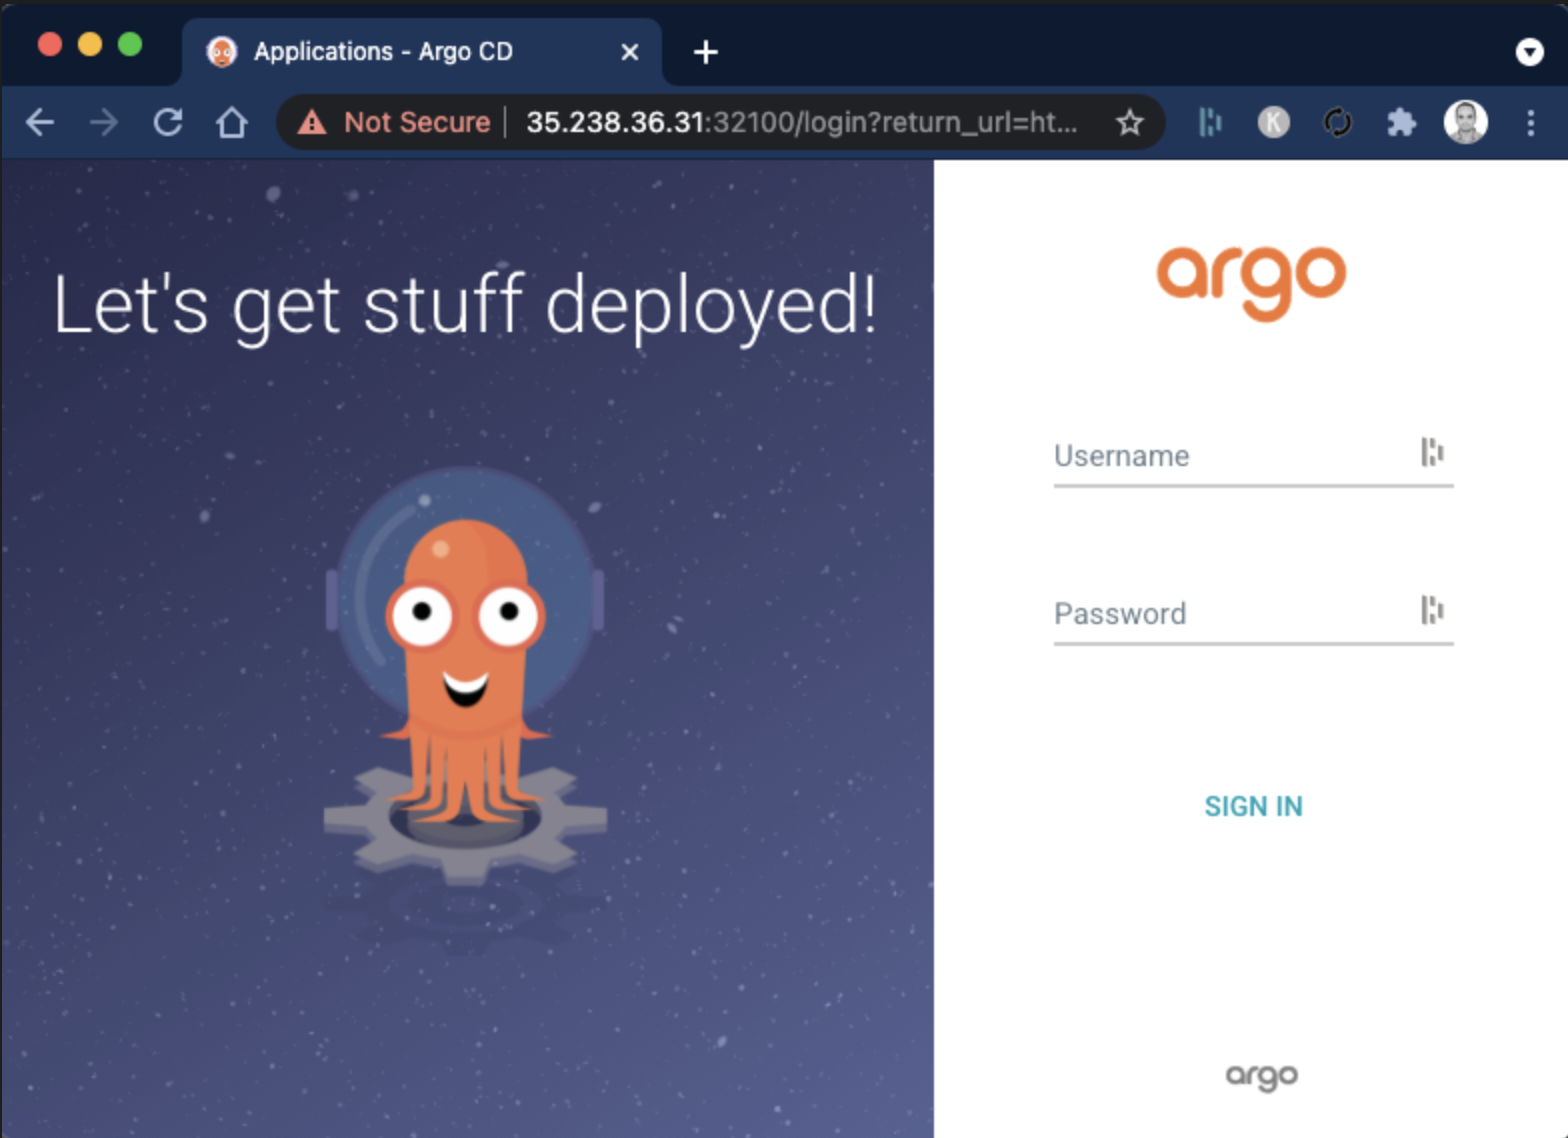 Applications - Argo CD
Not Secure 35.238.36.31:32100/login?return_url=ht...
K
Let's get stuff deployed!
argo
Username
Password
SIGN IN
argo